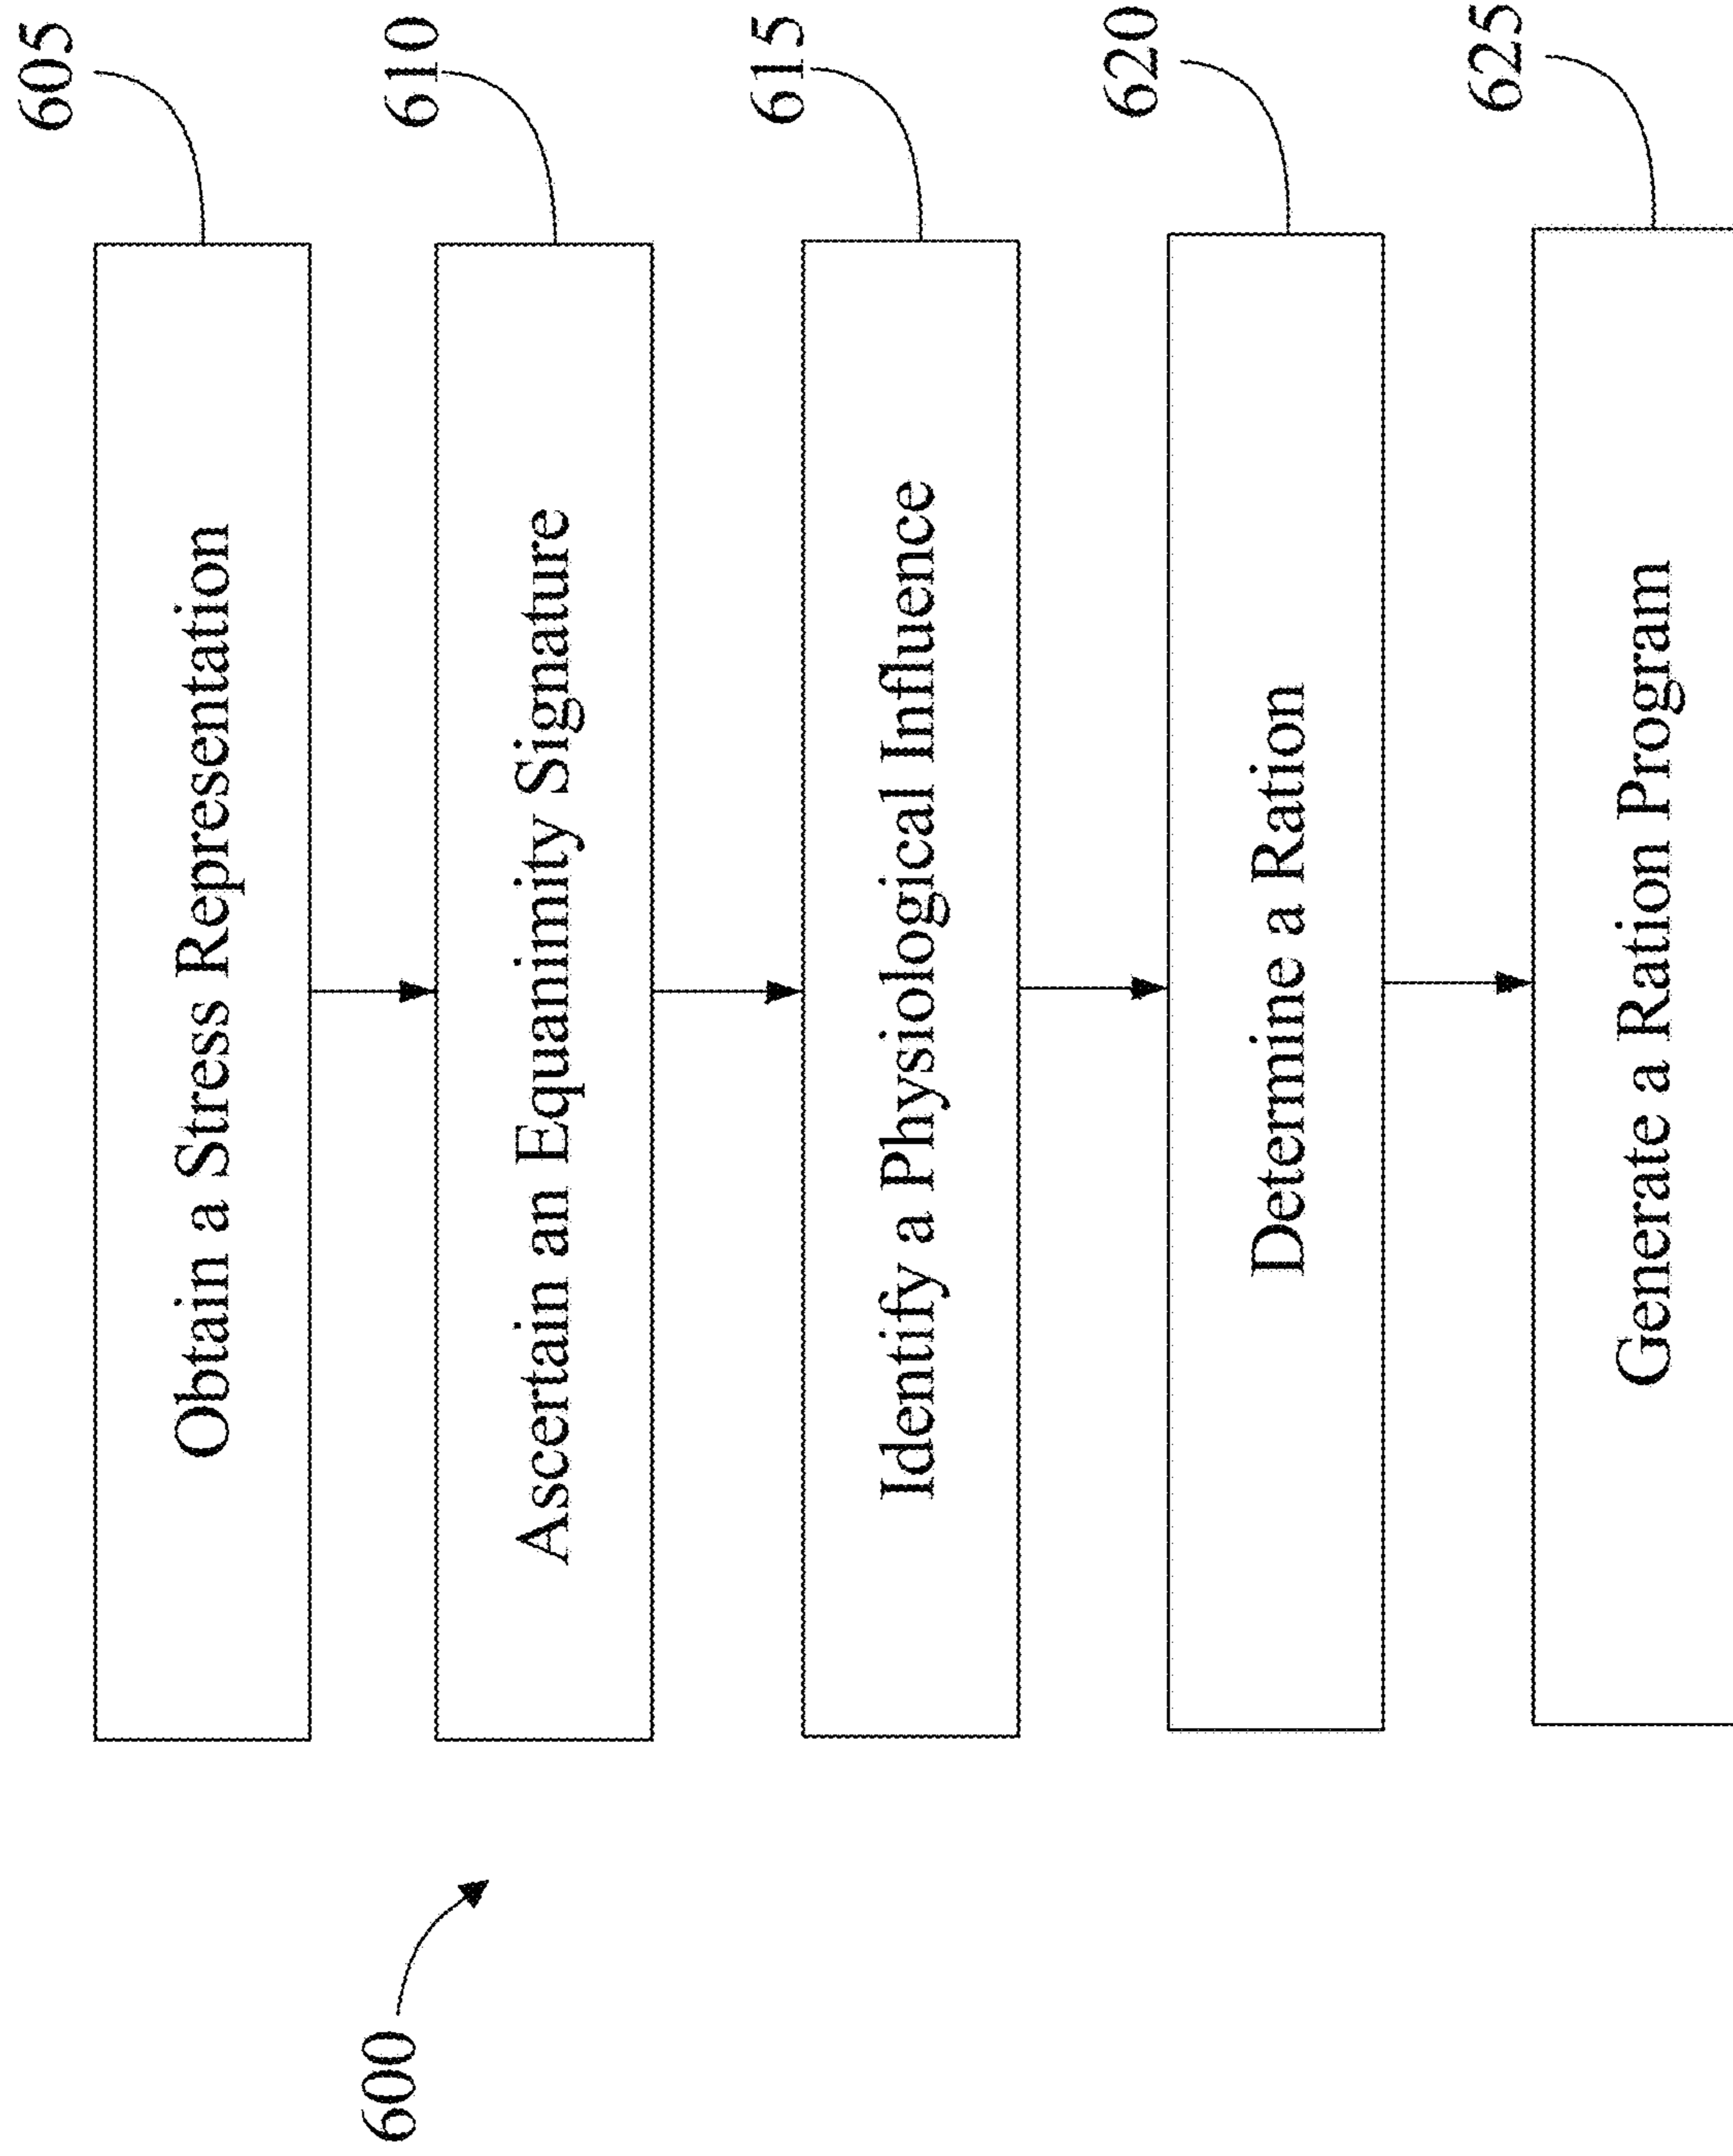 600
605
Obtain a Stress Representation
610
Ascertain an Equanimity Signature
615
Identify a Physiological Influence
620
Determine a Ration
625
Generate a Ration Program